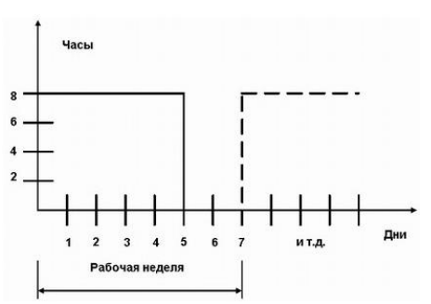 Часы
8
6
4
2
1 2 3 4 5 6 7 и т.д.
Дни
Рабочая неделя